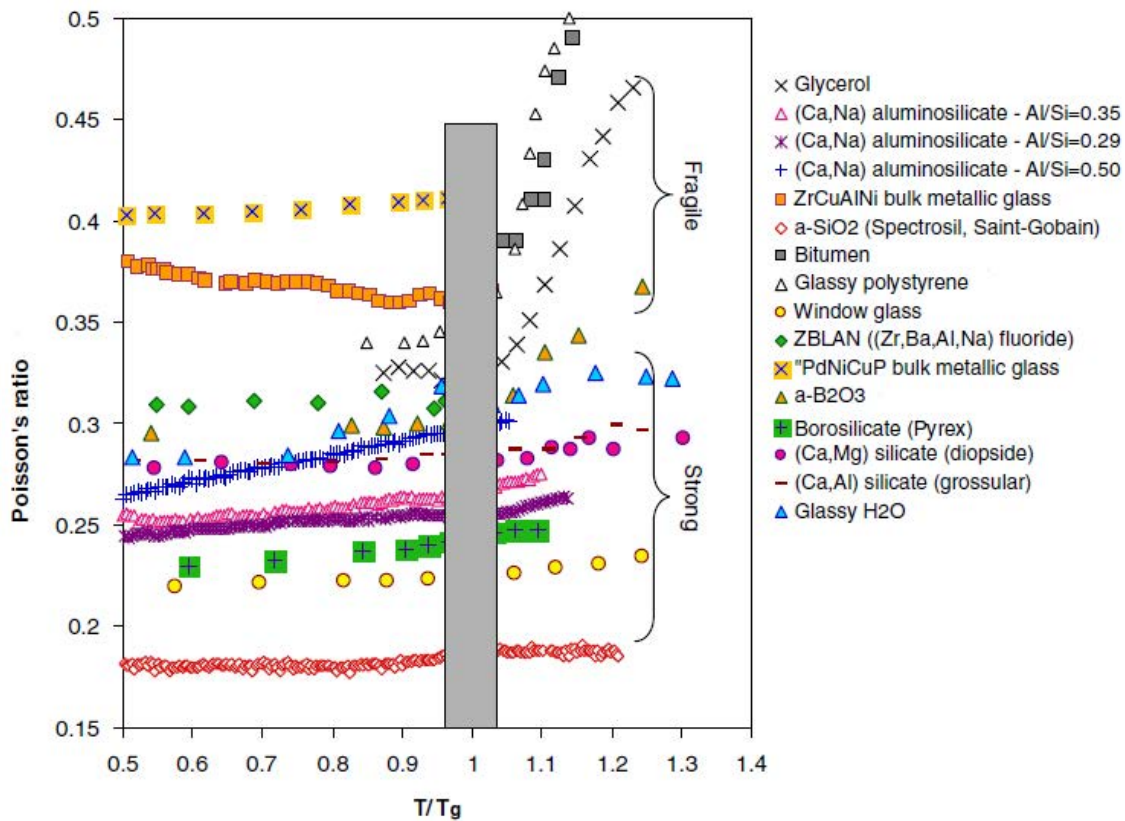 0.5
0.45
0.4
0.35
0.3
0.25
0.2
0.15
Poisson's ratio
0.5 0.6 0.7 0.8 0.9 1 1.1 1.2 1.3 1.4
T/Tg
Fragile
Strong
Glycerol
(Ca,Na) aluminosilicate - Al/Si=0.35
(Ca,Na) aluminosilicate - Al/Si=0.29
(Ca,Na) aluminosilicate - Al/Si=0.50
ZrCuAlNi bulk metallic glass
a-SiO2 (Spectrosil, Saint-Gobain)
Bitumen
Glassy polystyrene
Window glass
ZBLAN ((Zr,Ba,Al,Na) fluoride)
"PdNiCuP bulk metallic glass
a-B2O3
Borosilicate (Pyrex)
(Ca,Mg) silicate (diopside)
(Ca,Al) silicate (grossular)
Glassy H2O